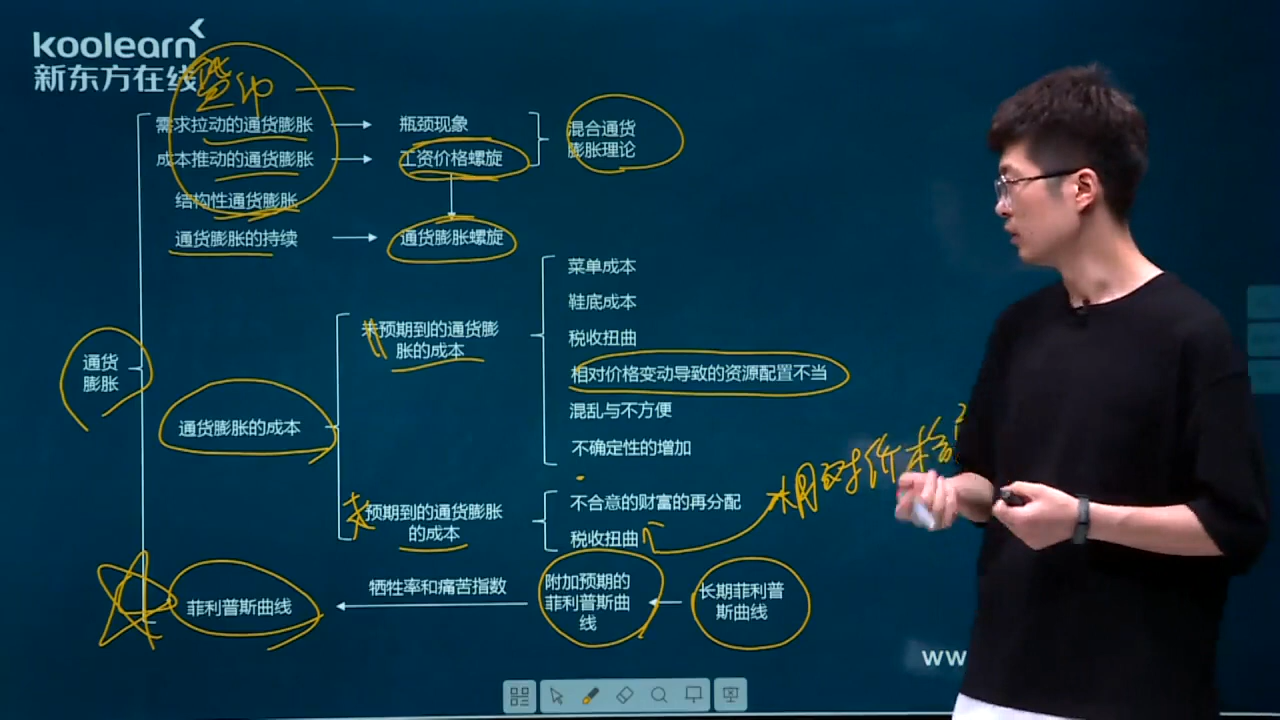 koolearn
新东方在线
需求拉动的通货膨胀
瓶颈现象
混合通货
膨胀理论
成本推动的通货膨胀
工资价格螺旋
结构性通货膨胀
通货膨胀的持续
通货膨胀螺旋
通货
膨胀
通货膨胀的成本
预期到的通货膨
胀的成本
菜单成本
鞋底成本
税收扭曲
相对价格变动导致的资源配置不当
混乱与不方便
不确定性的增加
相对价格
未预期到的通货膨胀
的成本
不合意的财富的再分配
税收扭曲
菲利普斯曲线
牺牲率和痛苦指数
附加预期的
菲利普斯曲
线
长期菲利普
斯曲线
ww